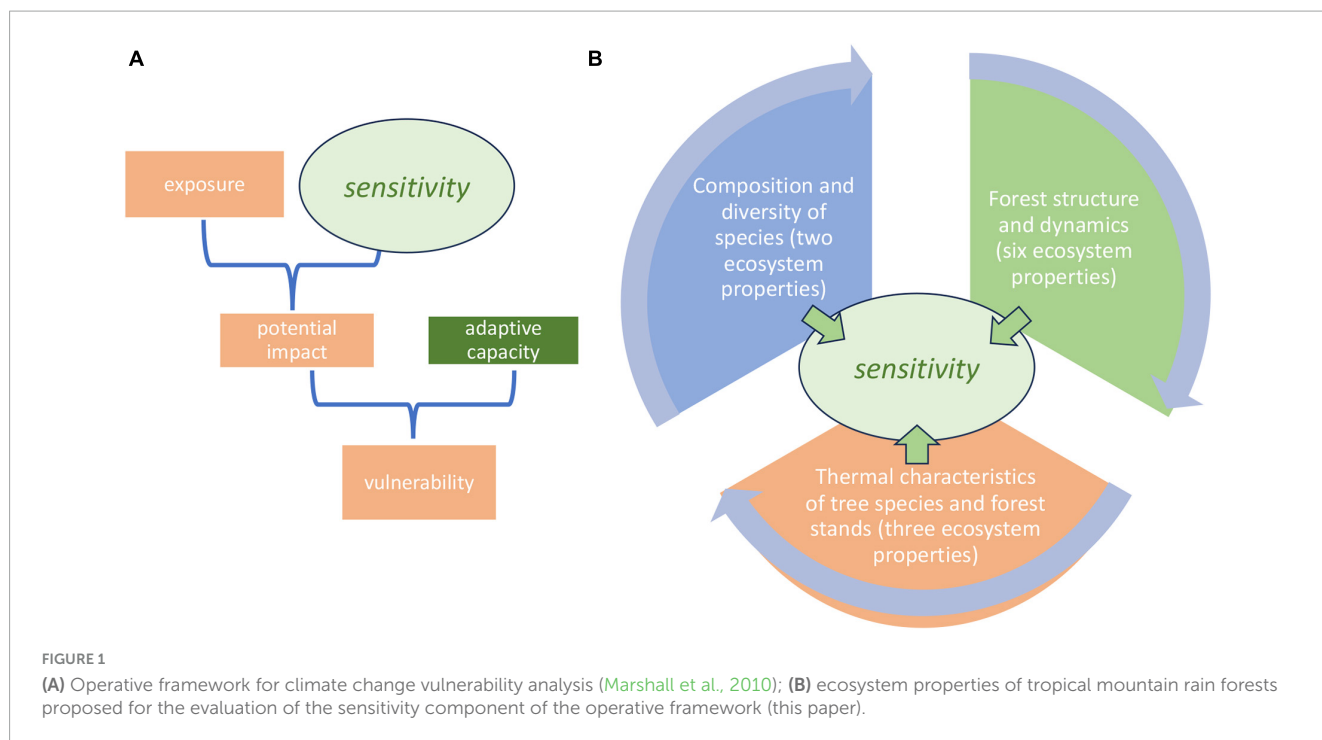 A
exposure
sensitivity
potential
impact
adaptive
capacity
vulnerability
B
Composition and
diversity of
species (two
ecosystem
properties)
Forest structure
and dynamics
(six ecosystem
properties)
sensitivity
Thermal characteristics
of tree species and forest
stands (three ecosystem
properties)
FIGURE 1
(A) Operative framework for climate change vulnerability analysis (Marshall et al., 2010); (B) ecosystem properties of tropical mountain rain forests
proposed for the evaluation of the sensitivity component of the operative framework (this paper).